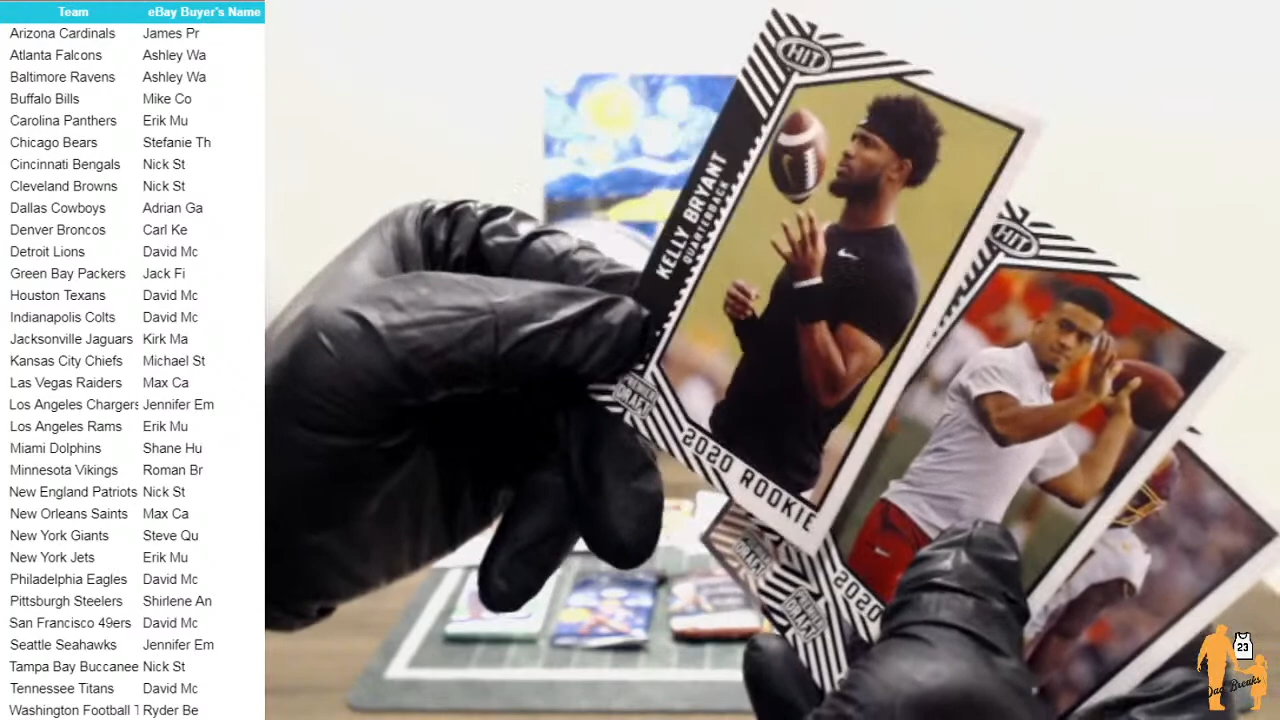 Team eBay Buyer's Name
Arizona Cardinals James Pr
Atlanta Falcons Ashley Wa
Baltimore Ravens Ashley Wa
Buffalo Bills Mike Co
Carolina Panthers Erik Mu
Chicago Bears Stefanie Th
Cincinnati Bengals Nick St
Cleveland Browns Nick St
Dallas Cowboys Adrian Ga
Denver Broncos Carl Ke
Detroit Lions David Mc
Green Bay Packers Jack Fi
Houston Texans David Mc
Indianapolis Colts David Mc
Jacksonville Jaguars Kirk Ma
Kansas City Chiefs Michael St
Las Vegas Raiders Max Ca
Los Angeles Chargers Jennifer Em
Los Angeles Rams Erik Mu
Miami Dolphins Shane Hu
Minnesota Vikings Roman Br
New England Patriots Nick St
New Orleans Saints Max Ca
New York Giants Steve Qu
New York Jets Erik Mu
Philadelphia Eagles David Mc
Pittsburgh Steelers Shirlene An
San Francisco 49ers David Mc
Seattle Seahawks Jennifer Em
Tampa Bay Buccanee Nick St
Tennessee Titans David Mc
Washington Football T Ryder Be
HIT
KELLY BRYANT
QUARTERBACK
PREMIER
DRAFT
2020 ROOKIE
HIT
PREMIER
DRAFT
2020
PREMIER
DRAFT
23
Dad Breaks